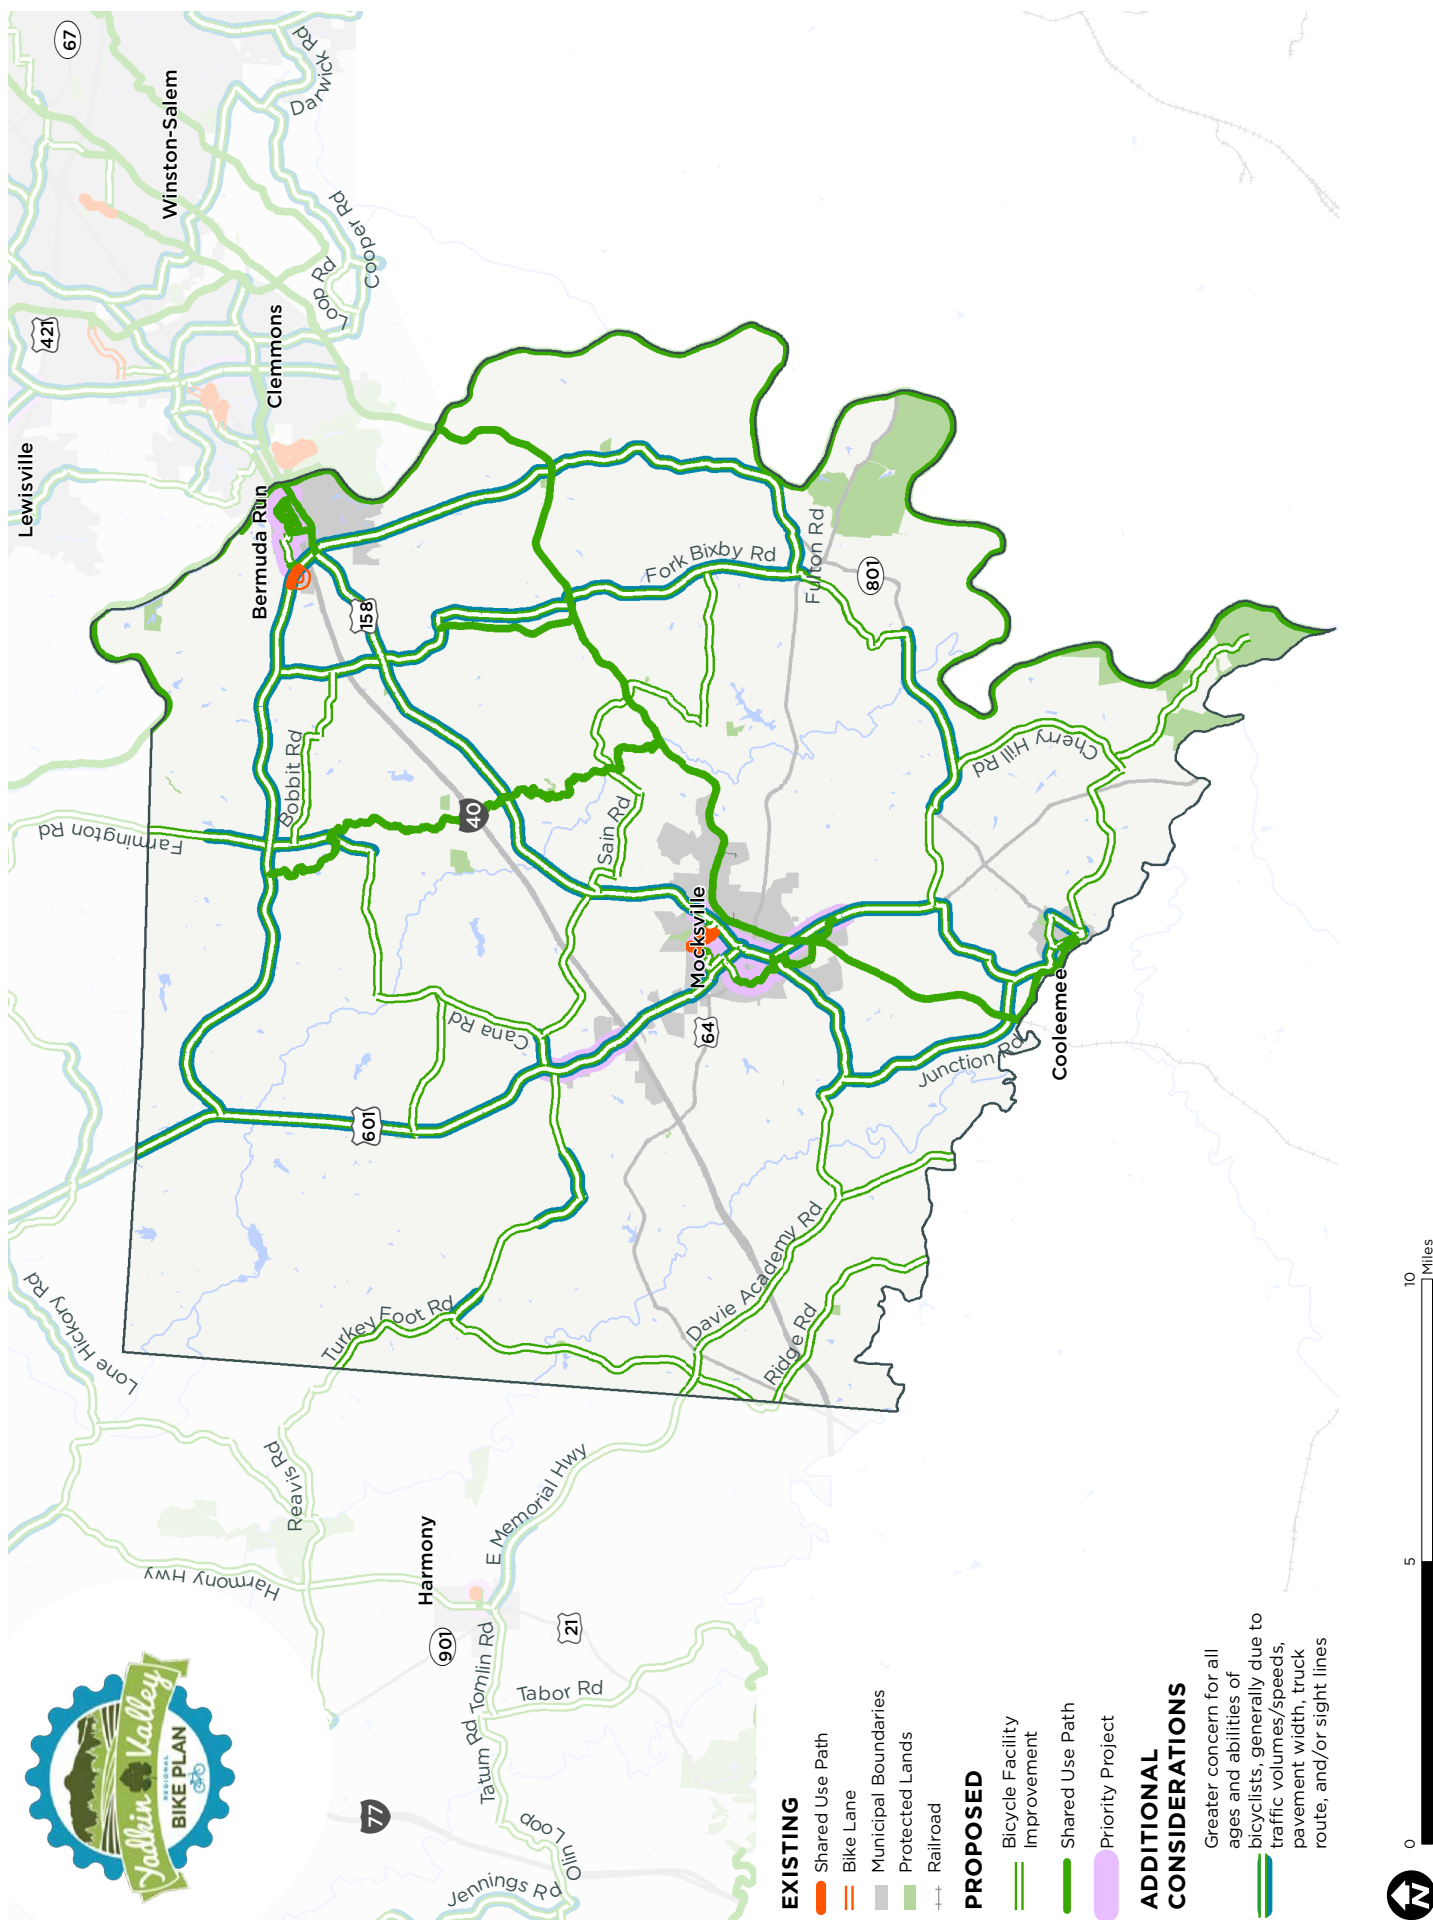 67
Darwick Rd
Winston-Salem
Cooper Rd
Loop Rd
421
Clemmons
Lewisville
Bermuda Run
158
Fork Bixby Rd
Fulton Rd
801
Bobbit Rd
Farmington Rd
40
Sain Rd
Cherry Hill Rd
Mocksville
Cana Rd
64
Cooleemee
Junction Rd
601
Davie Academy Rd
Ridge Rd
Turkey Foot Rd
Lone Hickory Rd
Reavis Rd
Harmony Hwy
E Memorial Hwy
Harmony
901
21
Tatum Rd
Tomlin Rd
Tabor Rd
77
Olin Loop
Jennings Rd
Yadkin Valley
REGIONAL
BIKE PLAN
EXISTING
Shared Use Path
Bike Lane
Municipal Boundaries
Protected Lands
Railroad
PROPOSED
Bicycle Facility
Improvement
Shared Use Path
Priority Project
ADDITIONAL
CONSIDERATIONS
Greater concern for all
ages and abilities of
bicyclists, generally due to
traffic volumes/speeds,
pavement width, truck
route, and/or sight lines
0
5
10
Miles
N